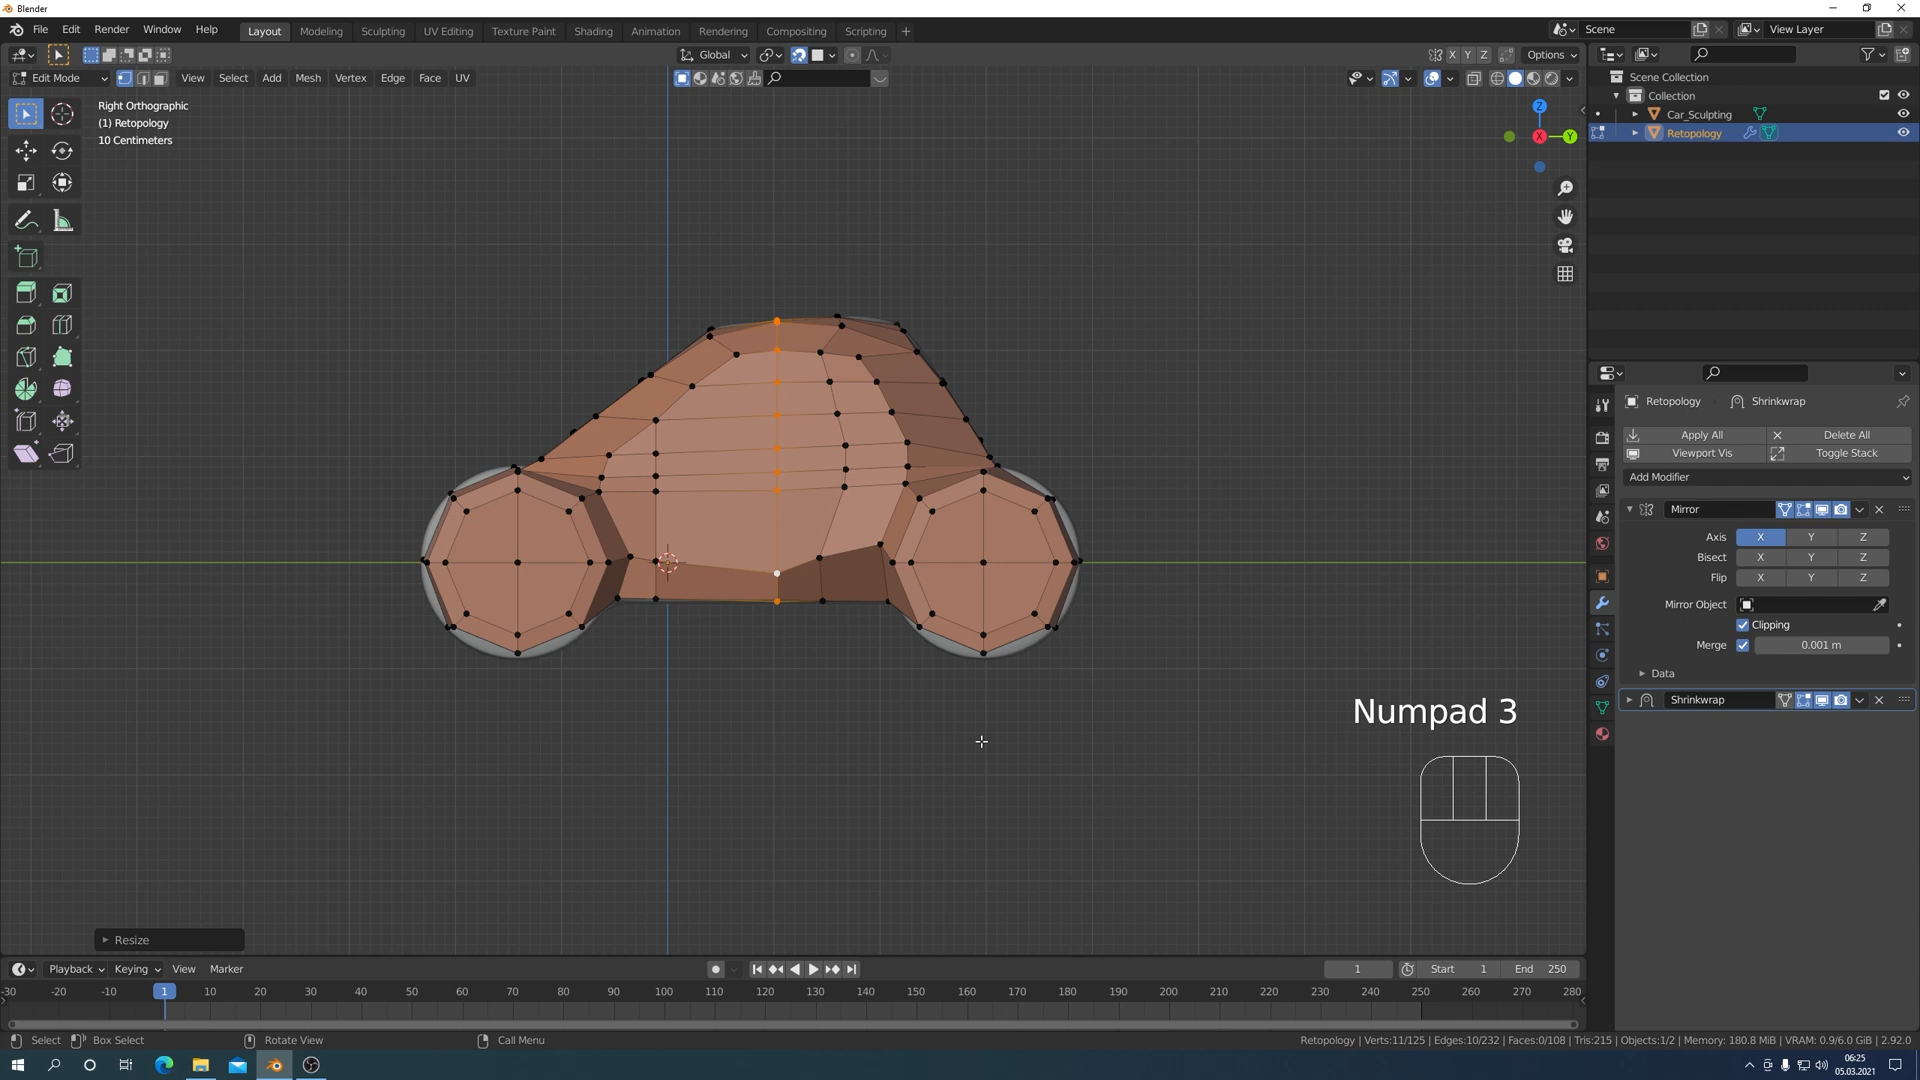 Blender
File Edit Render Window Help
Layout Modeling Sculpting UV Editing Texture Paint Shading Animation Rendering Compositing Scripting +
Scene
View Layer
Global
X Y Z
Options
Edit Mode
View Select Add Mesh Vertex Edge Face UV
Right Orthographic
(1) Retopology
10 Centimeters
Z
X
Y
Scene Collection
Collection
Car_Sculpting
Retopology
Retopology Shrinkwrap
Apply All
Delete All
Viewport Vis
Toggle Stack
Add Modifier
Mirror
Axis X Y Z
Bisect X Y Z
Flip X Y Z
Mirror Object
Clipping
Merge 0.001 m
Data
Shrinkwrap
Numpad 3
Resize
Playback Keying View Marker
1
Start 1
End 250
-30 -20 -10 1 10 20 30 40 50 60 70 80 90 100 110 120 130 140 150 160 170 180 190 200 210 220 230 240 250 260 270 280
Select Box Select Rotate View Call Menu
Retopology | Verts:11/125 | Edges:10/232 | Faces:0/108 | Tris:215 | Objects:1/2 | Memory: 180.8 MiB | VRAM: 0.9/6.0 GiB | 2.92.0
06:25
05.03.2021